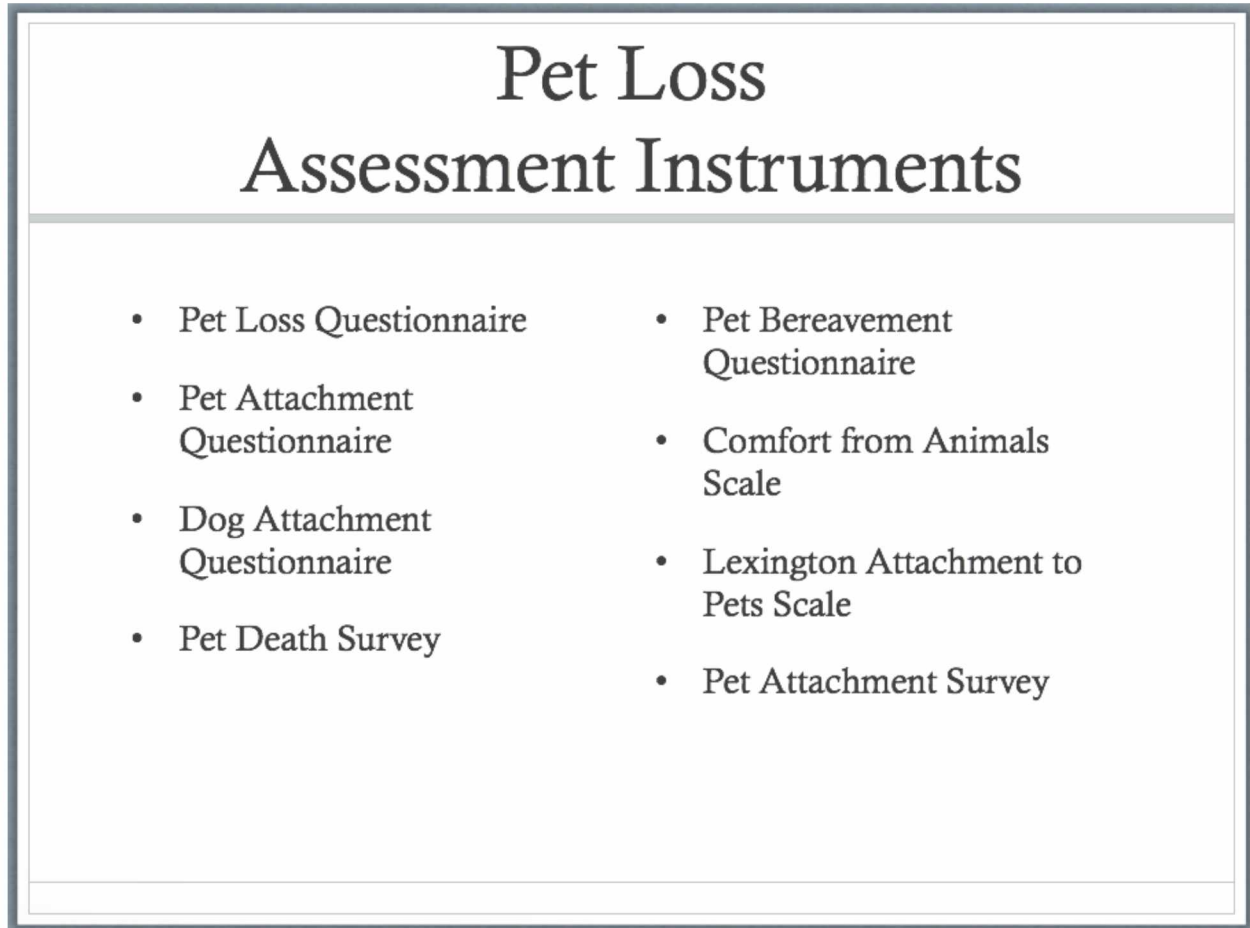 Pet Loss
Assessment Instruments
• Pet Loss Questionnaire
• Pet Attachment
Questionnaire
• Dog Attachment
Questionnaire
• Pet Death Survey
• Pet Bereavement
Questionnaire
• Comfort from Animals
Scale
• Lexington Attachment to
Pets Scale
• Pet Attachment Survey